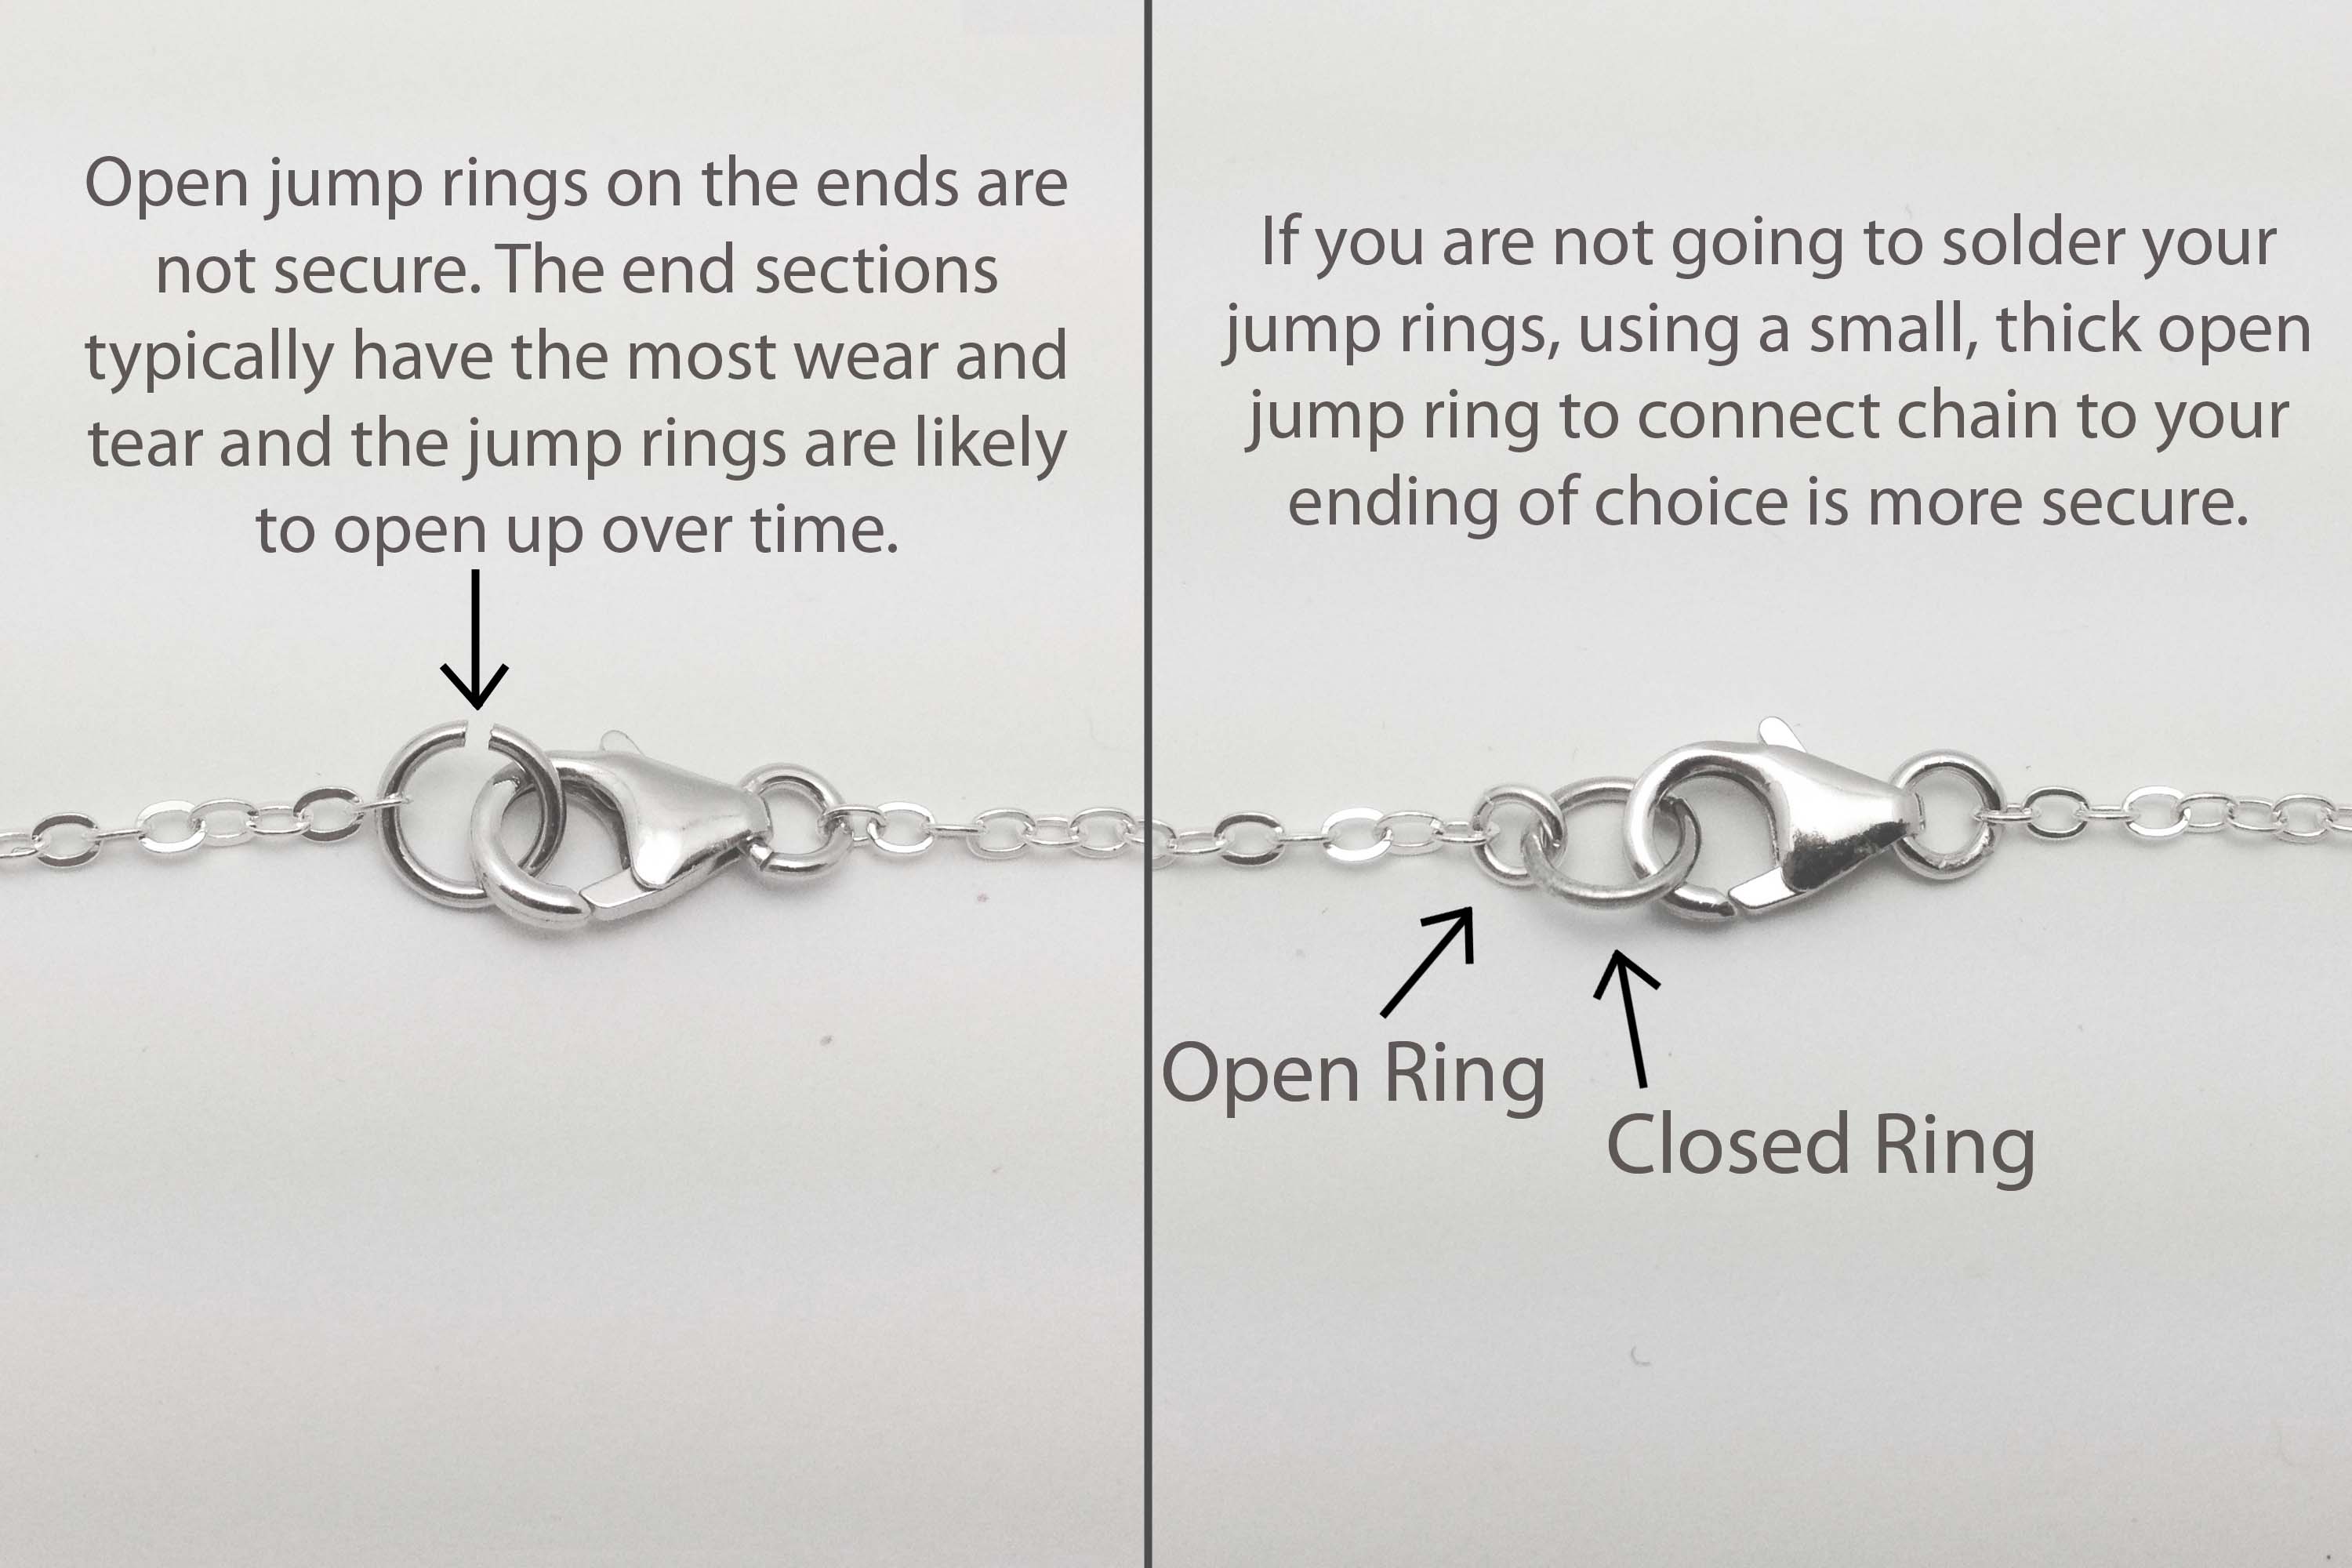 Open jump rings on the ends are
not secure. The end sections
typically have the most wear and
tear and the jump rings are likely
to open up over time.
If you are not going to solder your
jump rings, using a small, thick open
jump ring to connect chain to your
ending of choice is more secure.
Open Ring
Closed Ring